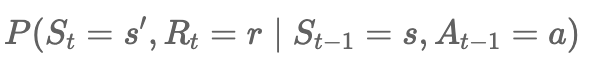 P(S_t = s', R_t = r | S_{t−1} = s, A_{t−1} = a)